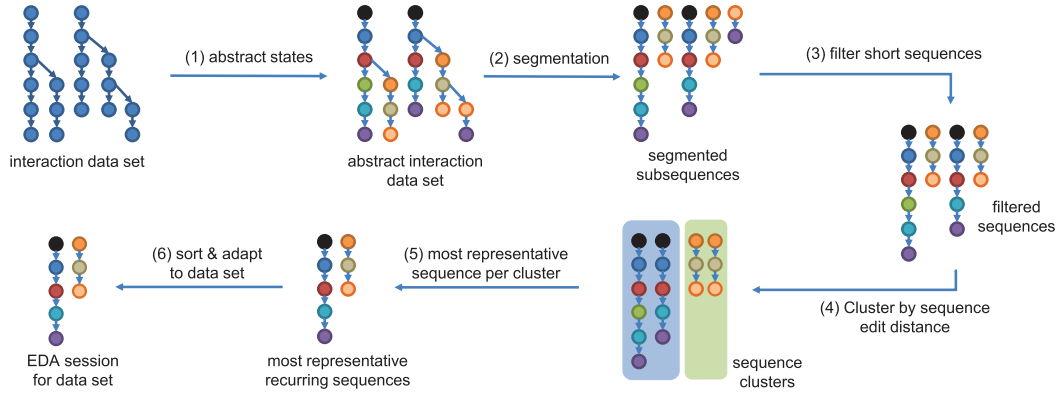 (1) abstract states
(2) segmentation
(3) filter short sequences
interaction data set
abstract interaction
data set
segmented
subsequences
filtered
sequences
(4) Cluster by sequence
edit distance
sequence
clusters
(5) most representative
sequence per cluster
most representative
recurring sequences
(6) sort & adapt
to data set
EDA session
for data set